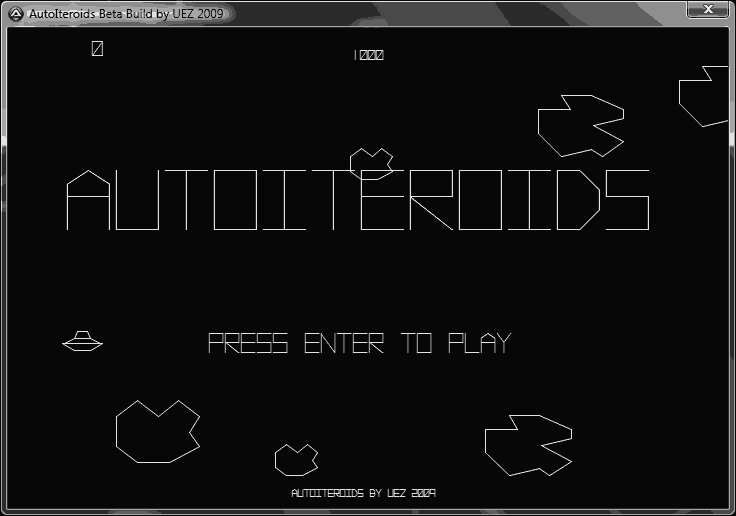 AutoIteroids Beta Build by UEZ 2009
0
1000
AUTOITEROIDS
PRESS ENTER TO PLAY
AUTOITEROIDS BY UEZ 2009